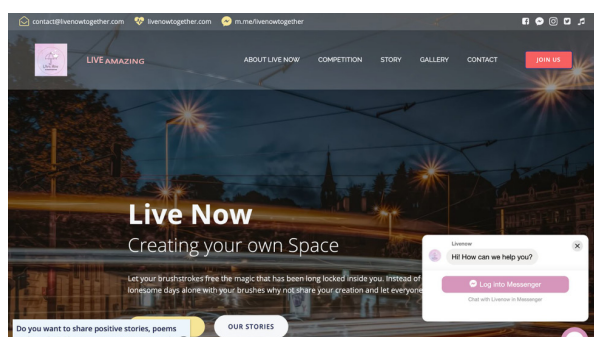 contact@livenowtogether.com livenowtogether.com m.me/livenowtogether
LIVE AMAZING ABOUT LIVE NOW COMPETITION STORY GALLERY CONTACT JOIN US
Live Now
Creating your own Space
Let your brushstrokes free the magic that has been long locked inside you. Instead of
lonesome days alone with your brushes why not share your creation and let everyone
OUR STORIES
Do you want to share positive stories, poems
Livenow
Hi! How can we help you?
Log into Messenger
Chat with Livenow in Messenger